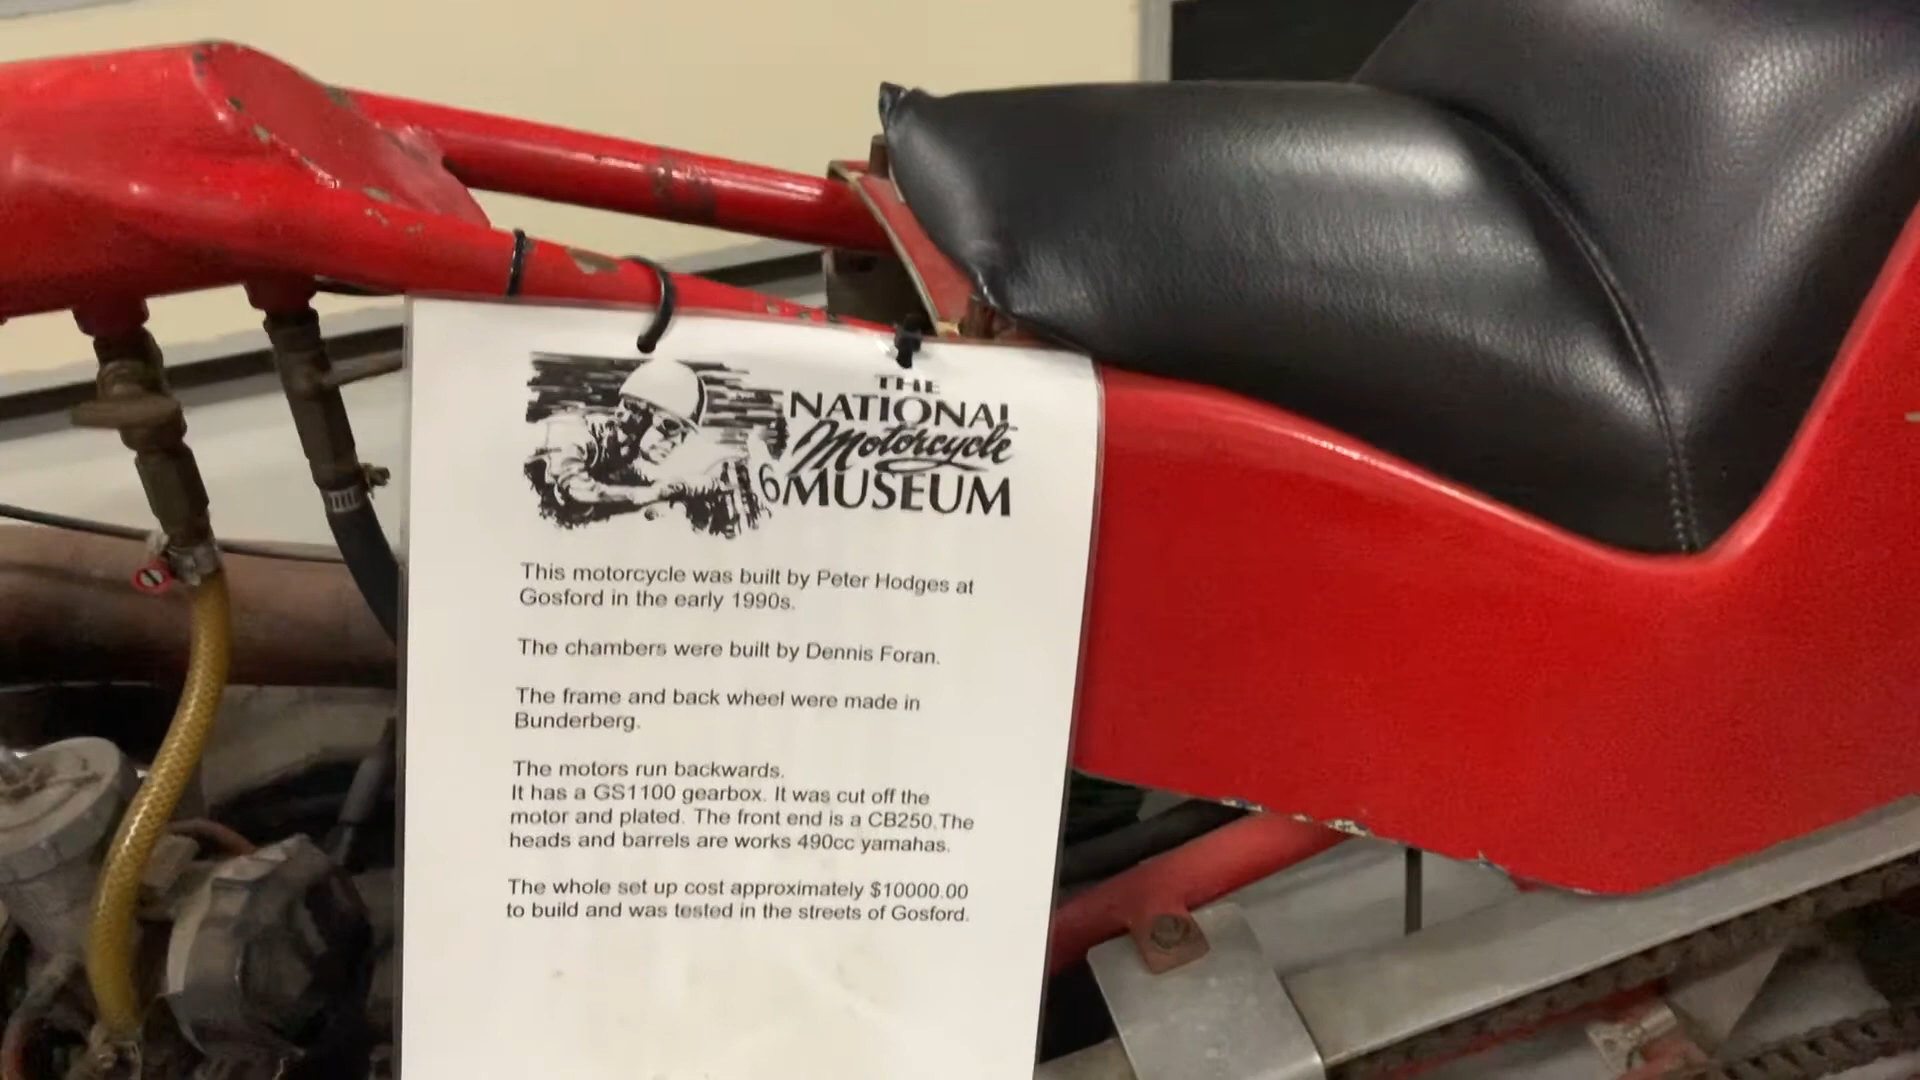 THE
NATIONAL
Motorcycle
6 MUSEUM
This motorcycle was built by Peter Hodges at
Gosford in the early 1990s.
The chambers were built by Dennis Foran.
The frame and back wheel were made in
Bunderberg.
The motors run backwards.
It has a GS1100 gearbox. It was cut off the
motor and plated. The front end is a CB250.The
heads and barrels are works 490cc yamahas.
The whole set up cost approximately $10000.00
to build and was tested in the streets of Gosford.